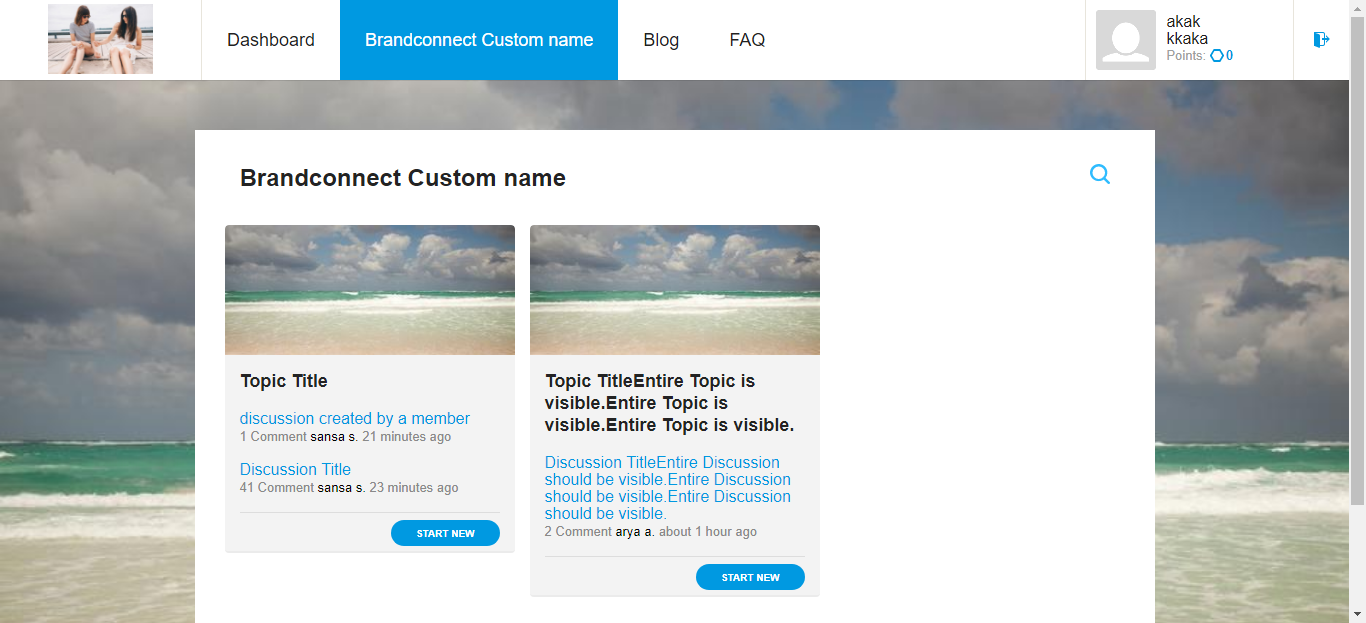 Dashboard
Brandconnect Custom name
Blog
FAQ
akak
kkaka
Points: 0
Brandconnect Custom name
Topic Title
discussion created by a member
1 Comment sansa s. 21 minutes ago
Discussion Title
41 Comment sansa s. 23 minutes ago
START NEW
Topic TitleEntire Topic is
visible.Entire Topic is
visible.Entire Topic is visible.
Discussion TitleEntire Discussion
should be visible.Entire Discussion
should be visible.Entire Discussion
should be visible.
2 Comment arya a. about 1 hour ago
START NEW